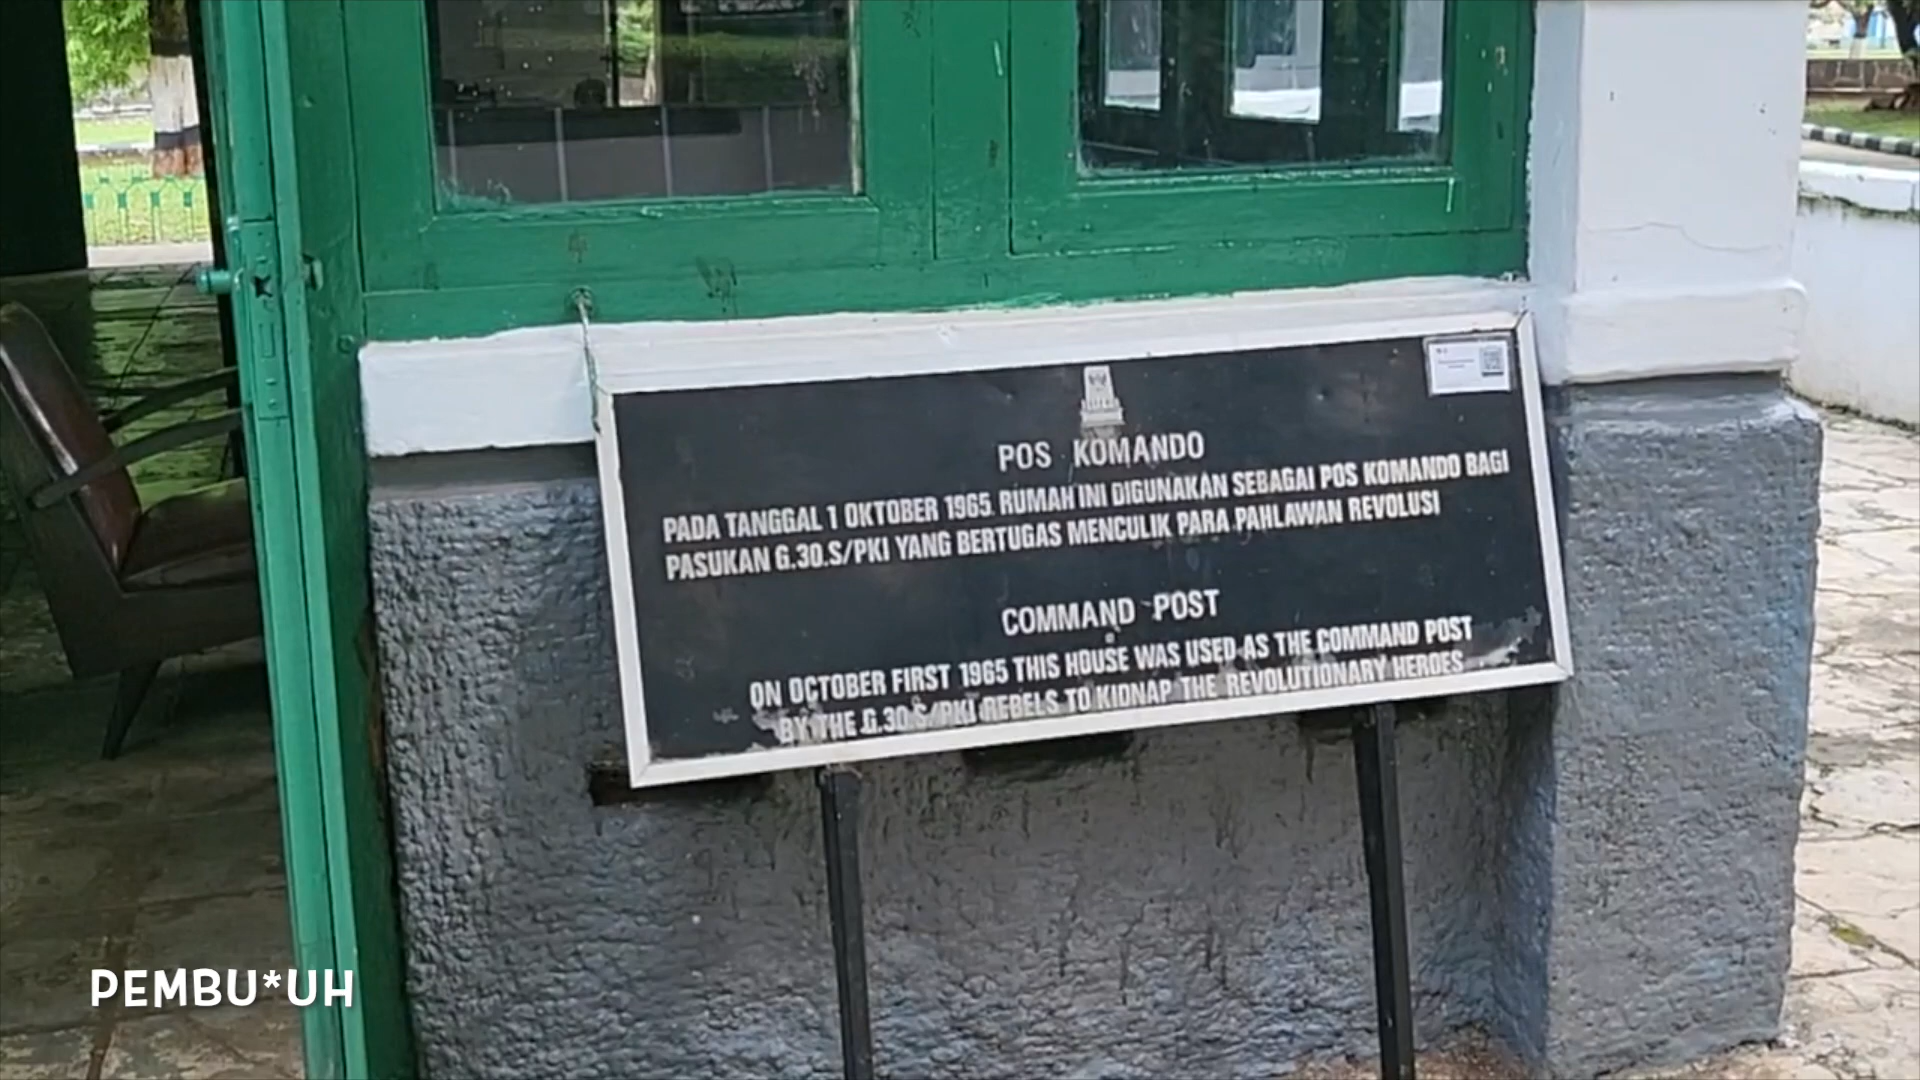 POS KOMANDO
PADA TANGGAL 1 OKTOBER 1965 RUMAH INI DIGUNAKAN SEBAGAI POS KOMANDO BAGI
PASUKAN G.30.S/PKI YANG BERTUGAS MENCULIK PARA PAHLAWAN REVOLUSI
COMMAND POST
ON OCTOBER FIRST 1965 THIS HOUSE WAS USED AS THE COMMAND POST
BY THE G.30.S/PKI REBELS TO KIDNAP THE REVOLUTIONARY HEROES
PEMBU*UH